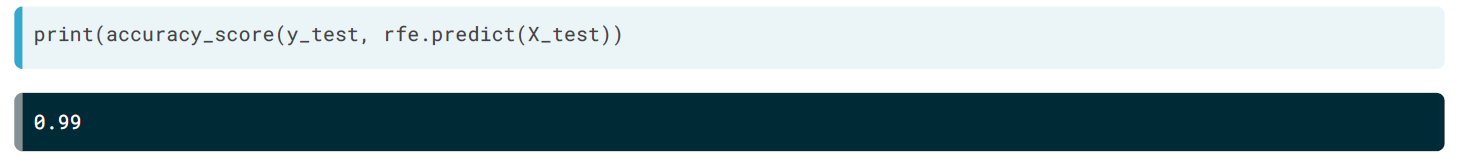 print(accuracy_score(y_test, rfe.predict(X_test))
0.99